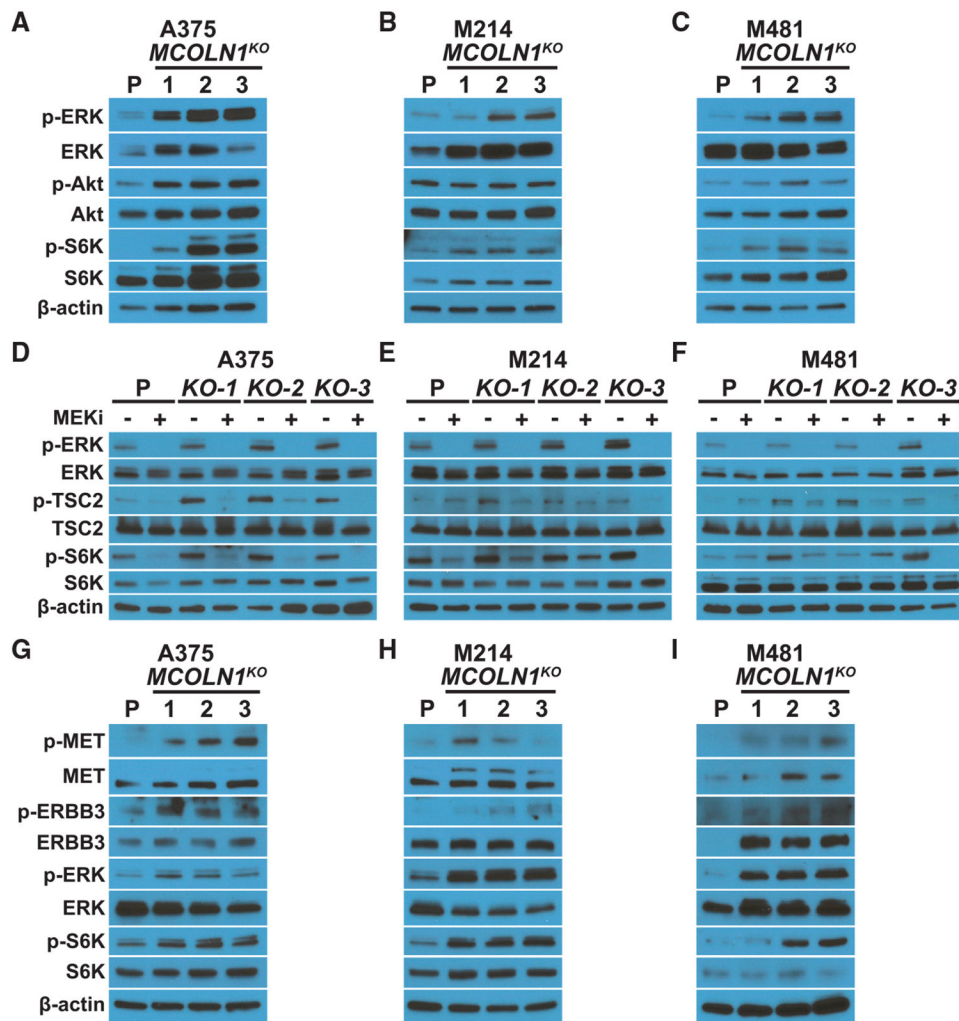 A B C
A375 M214 M481
MCOLN1KO MCOLN1KO MCOLN1KO
P 1 2 3 P 1 2 3 P 1 2 3
p-ERK
ERK
p-Akt
Akt
p-S6K
S6K
β-actin
D A375 E M214 F M481
P KO-1 KO-2 KO-3 P KO-1 KO-2 KO-3 P KO-1 KO-2 KO-3
MEKi - + - + - + - + - + - + - + - + - + - + - + - +
p-ERK
ERK
p-TSC2
TSC2
p-S6K
S6K
β-actin
G A375 H M214 I M481
MCOLN1KO MCOLN1KO MCOLN1KO
P 1 2 3 P 1 2 3 P 1 2 3
p-MET
MET
p-ERBB3
ERBB3
p-ERK
ERK
p-S6K
S6K
β-actin